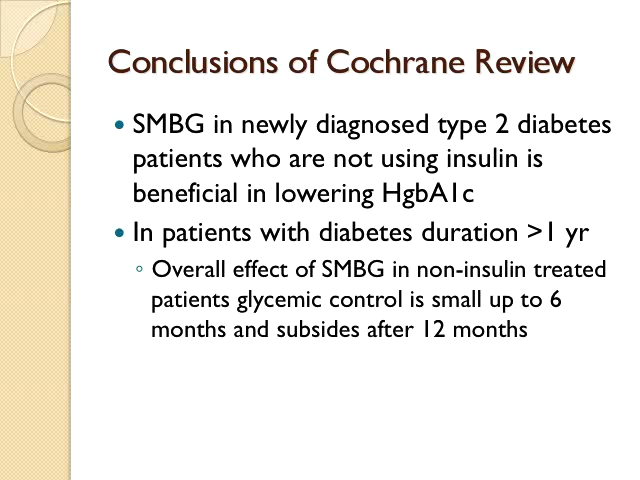 Conclusions of Cochrane Review
• SMBG in newly diagnosed type 2 diabetes
patients who are not using insulin is
beneficial in lowering HgbA1c
• In patients with diabetes duration >1 yr
◦ Overall effect of SMBG in non-insulin treated
patients glycemic control is small up to 6
months and subsides after 12 months